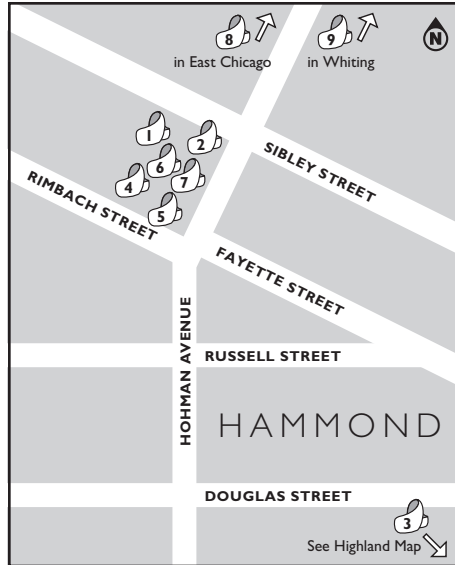 8
9
N
in East Chicago
in Whiting
1
2
SIBLEY STREET
6
4
7
5
RIMBACH STREET
FAYETTE STREET
HOHMAN AVENUE
RUSSELL STREET
HAMMOND
DOUGLAS STREET
3
See Highland Map